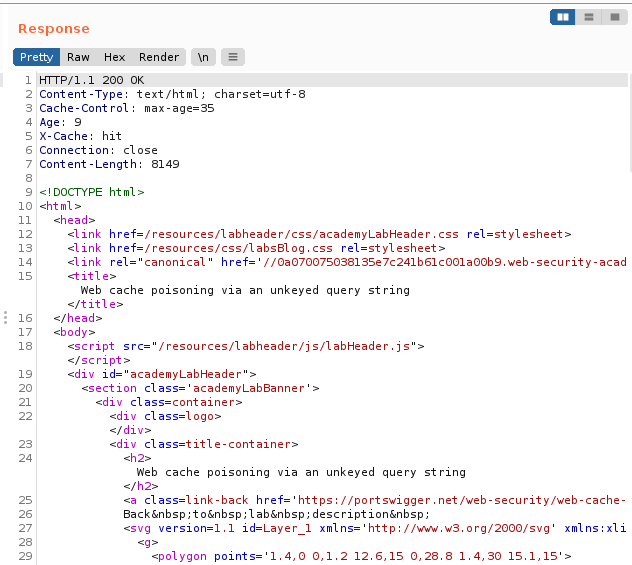 Response
Pretty Raw Hex Render \n
1 HTTP/1.1 200 OK
2 Content-Type: text/html; charset=utf-8
3 Cache-Control: max-age=35
4 Age: 9
5 X-Cache: hit
6 Connection: close
7 Content-Length: 8149
8
9 <!DOCTYPE html>
10 <html>
11 <head>
12 <link href=/resources/labheader/css/academyLabHeader.css rel=stylesheet>
13 <link href=/resources/css/labsBlog.css rel=stylesheet>
14 <link rel="canonical" href='//0a070075038135e7c241b61c001a00b9.web-security-acad
15 <title>
Web cache poisoning via an unkeyed query string
</title>
16 </head>
17 <body>
18 <script src="/resources/labheader/js/labHeader.js">
</script>
19 <div id="academyLabHeader">
20 <section class='academyLabBanner'>
21 <div class=container>
22 <div class=logo>
</div>
23 <div class=title-container>
24 <h2>
Web cache poisoning via an unkeyed query string
</h2>
25 <a class=link-back href='https://portswigger.net/web-security/web-cache-
26 Back&nbsp;to&nbsp;lab&nbsp;description&nbsp;
27 <svg version=1.1 id=Layer_1 xmlns='http://www.w3.org/2000/svg' xmlns:xli
28 <g>
29 <polygon points='1.4,0 0,1.2 12.6,15 0,28.8 1.4,30 15.1,15'>